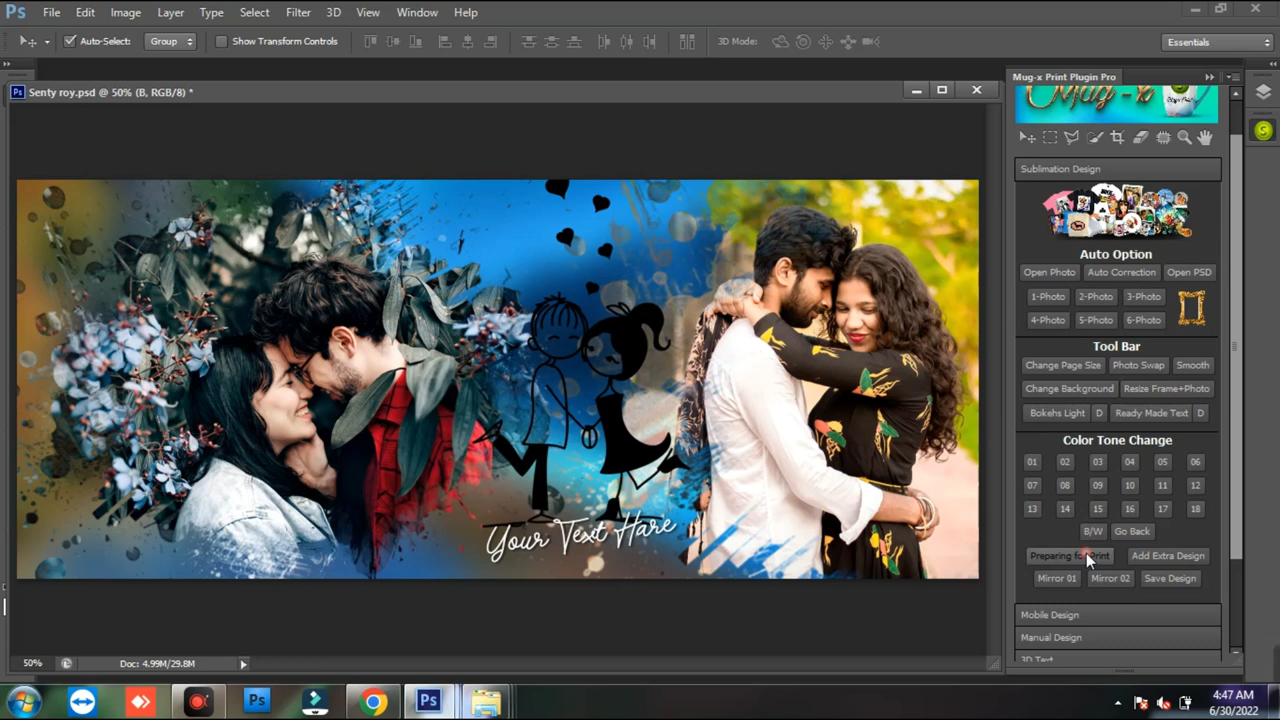 Ps File Edit Image Layer Type Select Filter 3D View Window Help
Auto-Select: Group Show Transform Controls 3D Mode: Essentials
Mug-x Print Plugin Pro
Ps Senty roy.psd @ 50% (B, RGB/8) *
Mug-x
Sublimation Design
Auto Option
Open Photo Auto Correction Open PSD
1-Photo 2-Photo 3-Photo
4-Photo 5-Photo 6-Photo
Tool Bar
Change Page Size Photo Swap Smooth
Change Background Resize Frame+Photo
Bokehs Light D Ready Made Text D
Color Tone Change
01 02 03 04 05 06
07 08 09 10 11 12
13 14 15 16 17 18
B/W Go Back
Preparing for Print Add Extra Design
Mirror 01 Mirror 02 Save Design
Mobile Design
Manual Design
3D Text
Your Text Hare
50% Doc: 4.99M/29.8M
Ps Ps
4:47 AM
6/30/2022